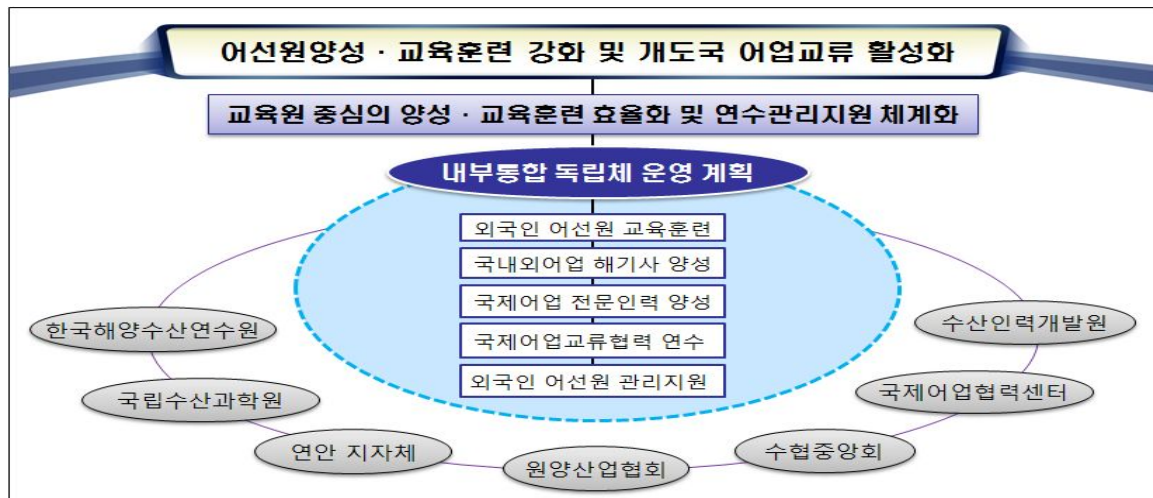 어선원양성 · 교육훈련 강화 및 개도국 어업교류 활성화
교육원 중심의 양성 · 교육훈련 효율화 및 연수관리지원 체계화
내부통합 독립체 운영 계획
외국인 어선원 교육훈련
국내외어업 해기사 양성
국제어업 전문인력 양성
국제어업교류협력 연수
외국인 어선원 관리지원
한국해양수산연수원
국립수산과학원
연안 지자체
원양산업협회
수협중앙회
국제어업협력센터
수산인력개발원